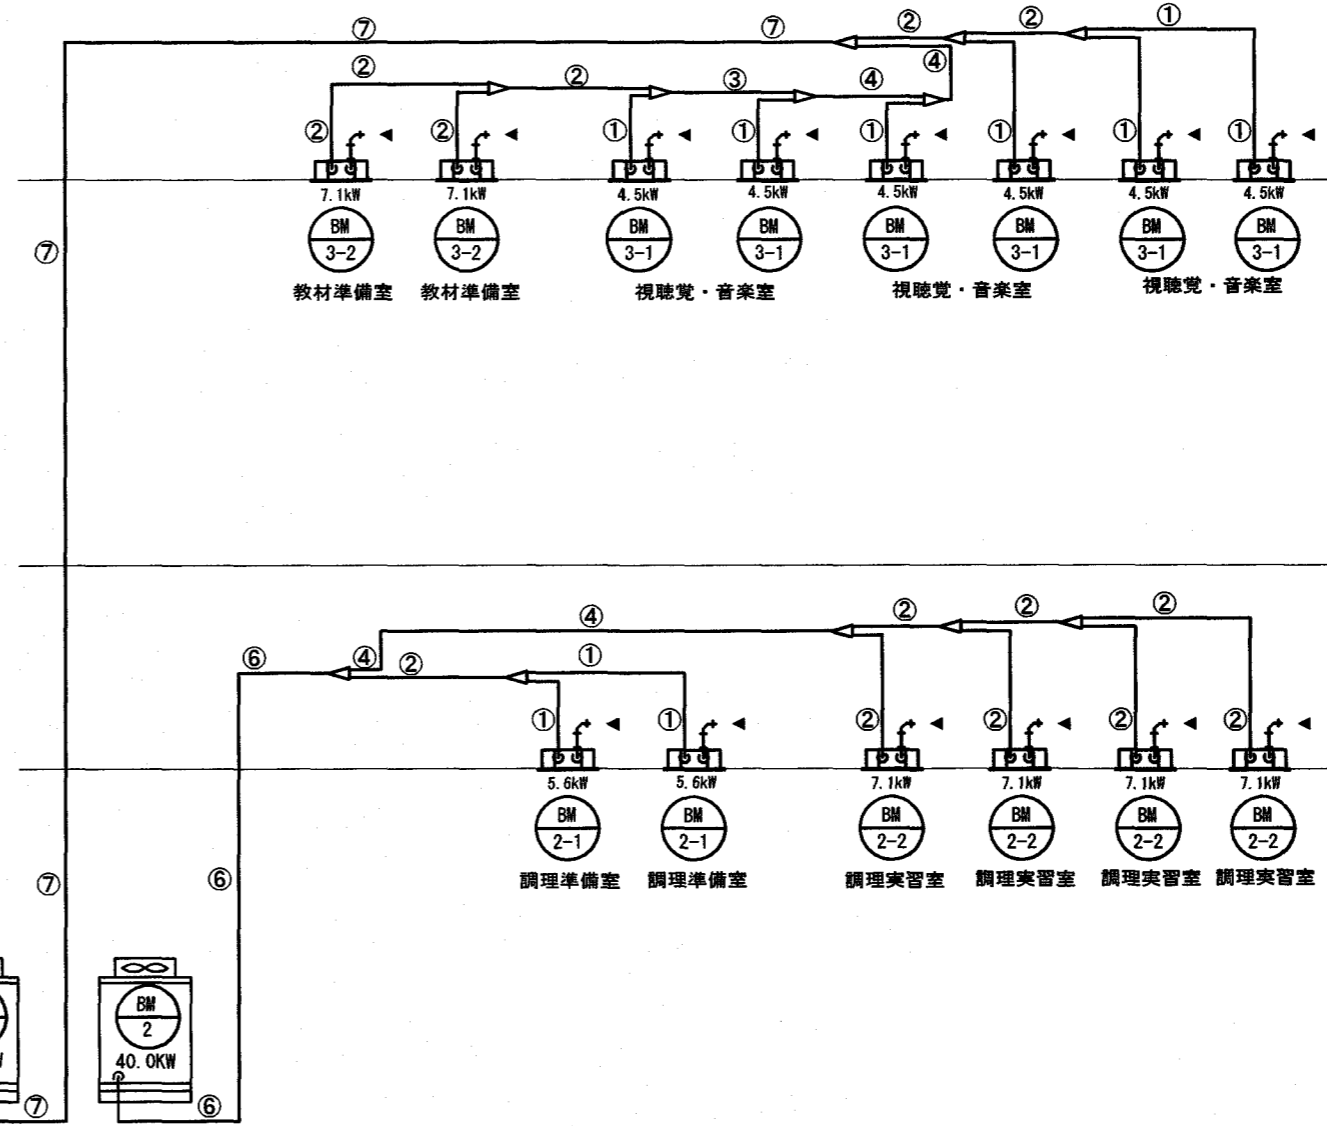 ⑦ ⑦ ② ② ①
② ② ③ ④ ④
② ② ① ① ① ① ① ①
7.1kW 7.1kW 4.5kW 4.5kW 4.5kW 4.5kW 4.5kW 4.5kW
BM BM BM BM BM BM BM BM
3-2 3-2 3-1 3-1 3-1 3-1 3-1 3-1
⑦
教材準備室 教材準備室 視聴覚・音楽室 視聴覚・音楽室 視聴覚・音楽室
④ ② ② ②
⑥ ④ ② ①
① ① ② ② ② ②
5.6kW 5.6kW 7.1kW 7.1kW 7.1kW 7.1kW
BM BM BM BM BM BM
2-1 2-1 2-2 2-2 2-2 2-2
⑦ ⑥ 調理準備室 調理準備室 調理実習室 調理実習室 調理実習室 調理実習室
BM
2
40.0KW
⑦ ⑥